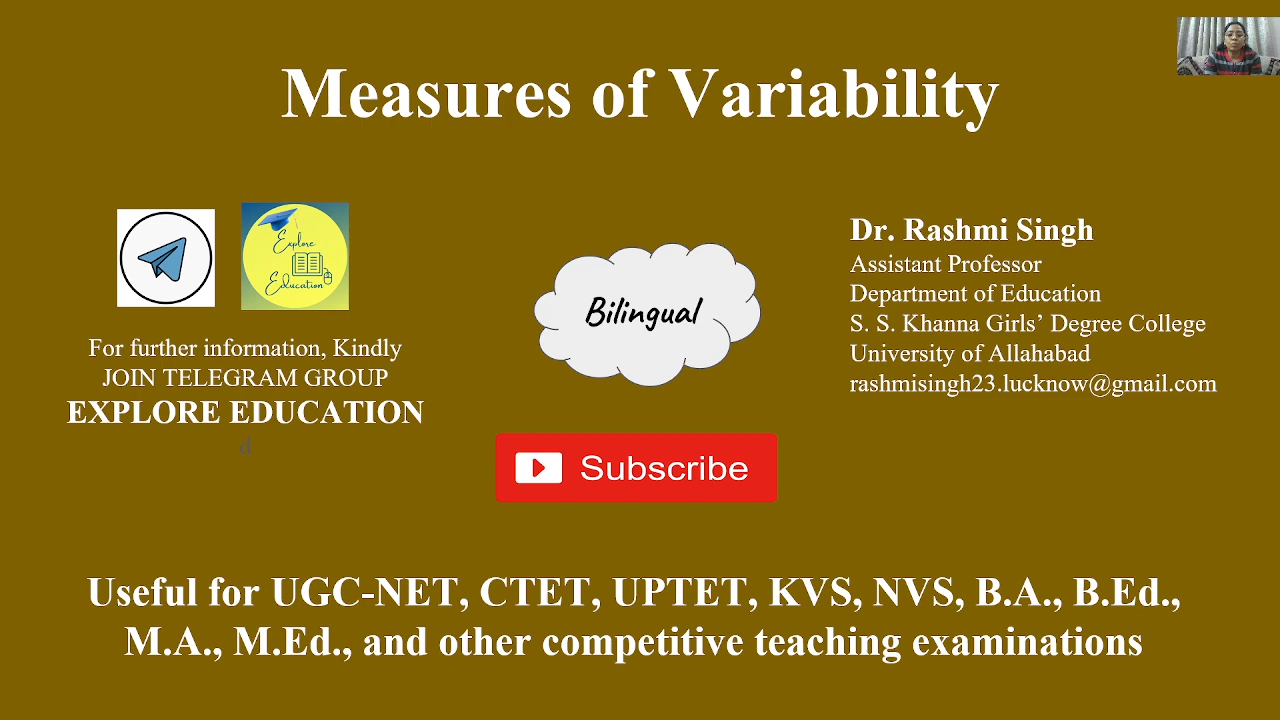 Measures of Variability
Explore
Education
For further information, Kindly
JOIN TELEGRAM GROUP
EXPLORE EDUCATION
d
Bilingual
Subscribe
Dr. Rashmi Singh
Assistant Professor
Department of Education
S. S. Khanna Girls’ Degree College
University of Allahabad
rashmisingh23.lucknow@gmail.com
Useful for UGC-NET, CTET, UPTET, KVS, NVS, B.A., B.Ed.,
M.A., M.Ed., and other competitive teaching examinations